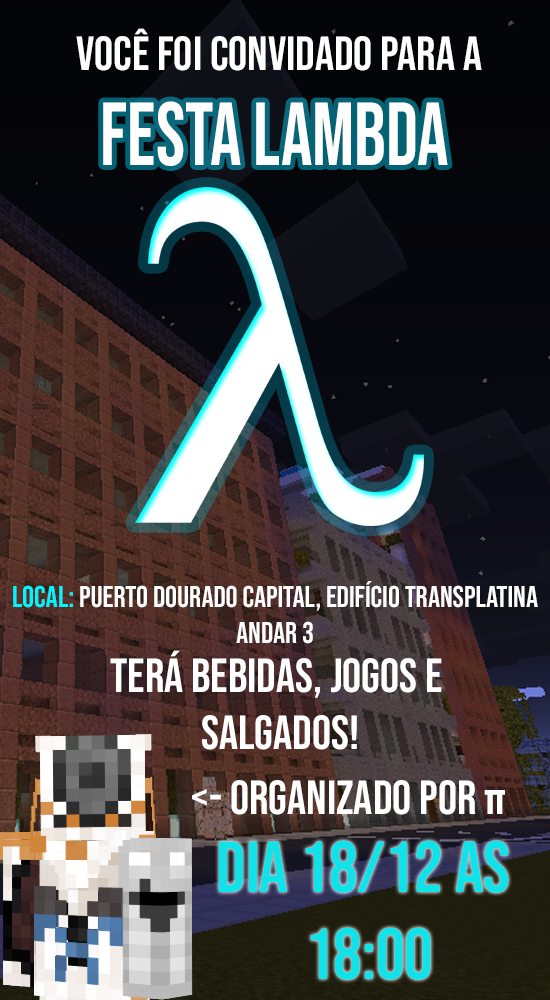 VOCÊ FOI CONVIDADO PARA A
FESTA LAMBDA
λ
LOCAL: PUERTO DOURADO CAPITAL, EDIFÍCIO TRANSPLATINA
ANDAR 3
TERÁ BEBIDAS, JOGOS E
SALGADOS!
<- ORGANIZADO POR π
DIA 18/12 AS
18:00